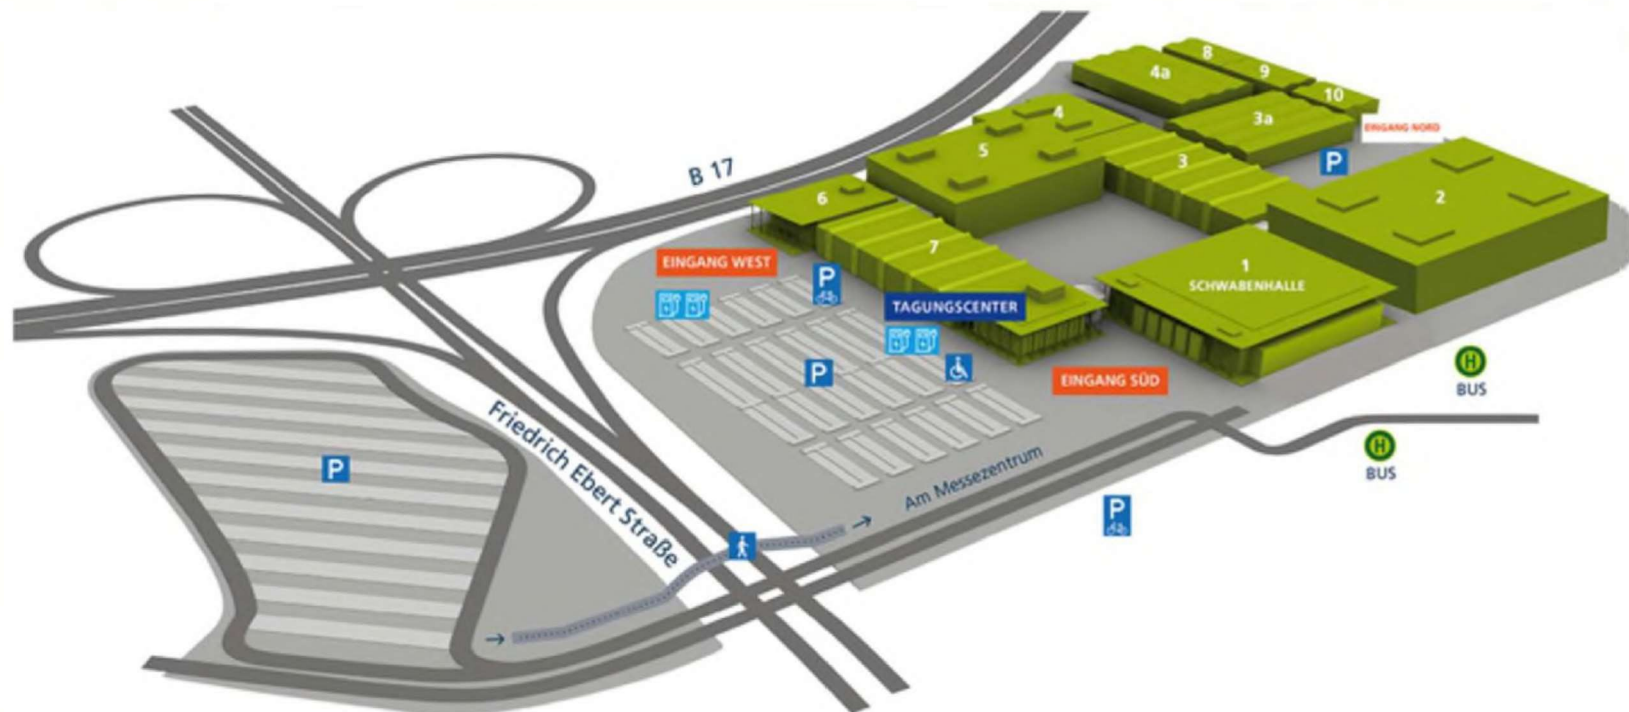 8
4a
9
10
3a
EINGANG NORD
4
P
5
3
B 17
6
2
7
EINGANG WEST
1
SCHWABENHALLE
P
TAGUNGSCENTER
P
EINGANG SÜD
H
BUS
Friedrich Ebert Straße
H
BUS
P
Am Messezentrum
P